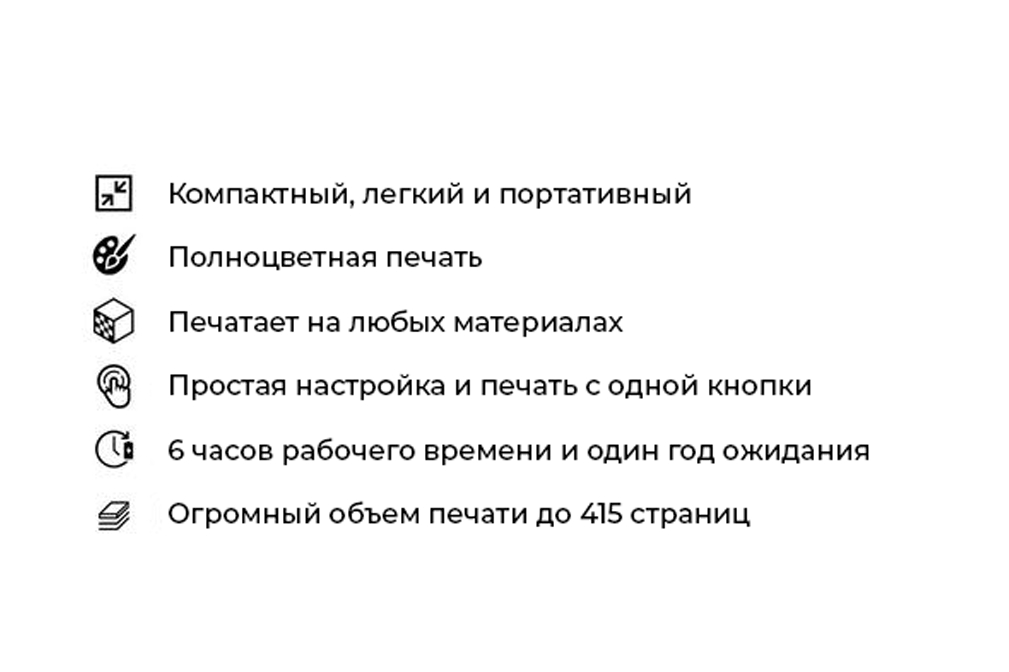 Компактный, легкий и портативный
Полноцветная печать
Печатает на любых материалах
Простая настройка и печать с одной кнопки
6 часов рабочего времени и один год ожидания
Огромный объем печати до 415 страниц